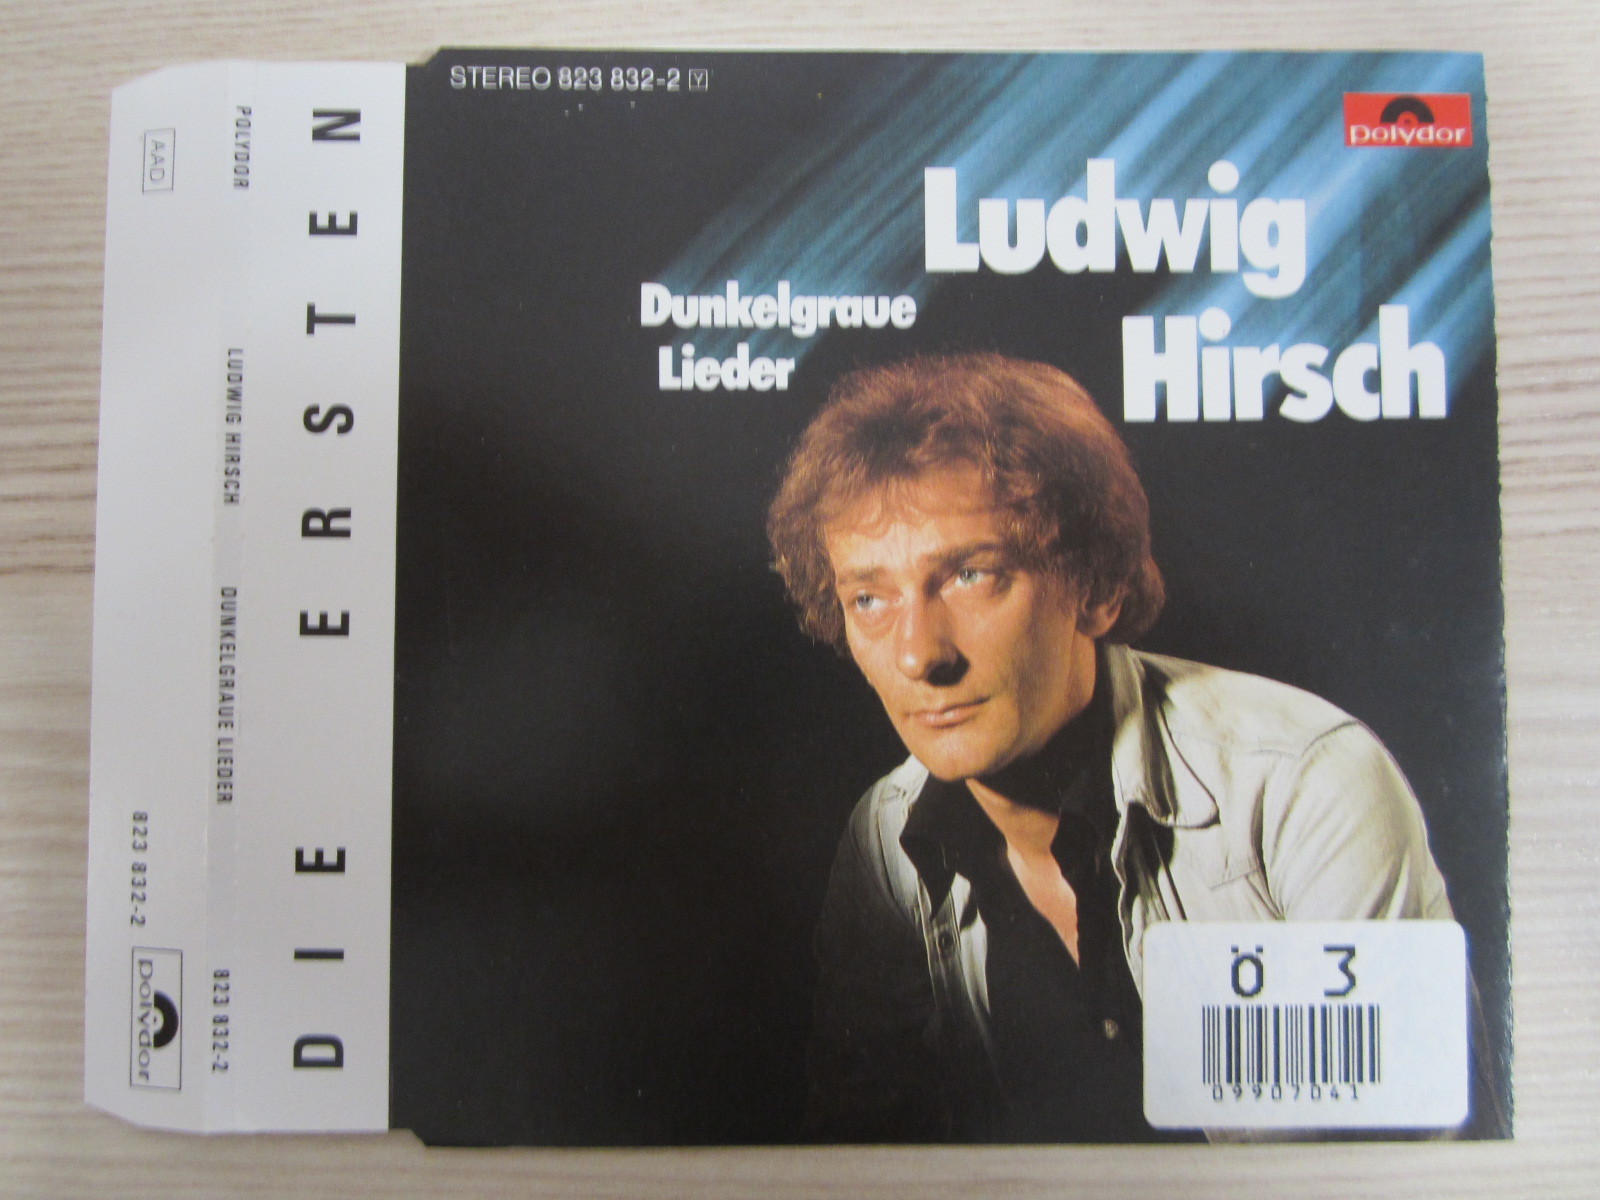 STEREO 823 832-2 Y
polydor
Ludwig
Hirsch
Dunkelgraue
Lieder
Ö 3
09907041
DIE ERSTEN
POLYDOR LUDWIG HIRSCH DUNKELGRAUE LIEDER 823 832-2
AAD 823 832-2 polydor